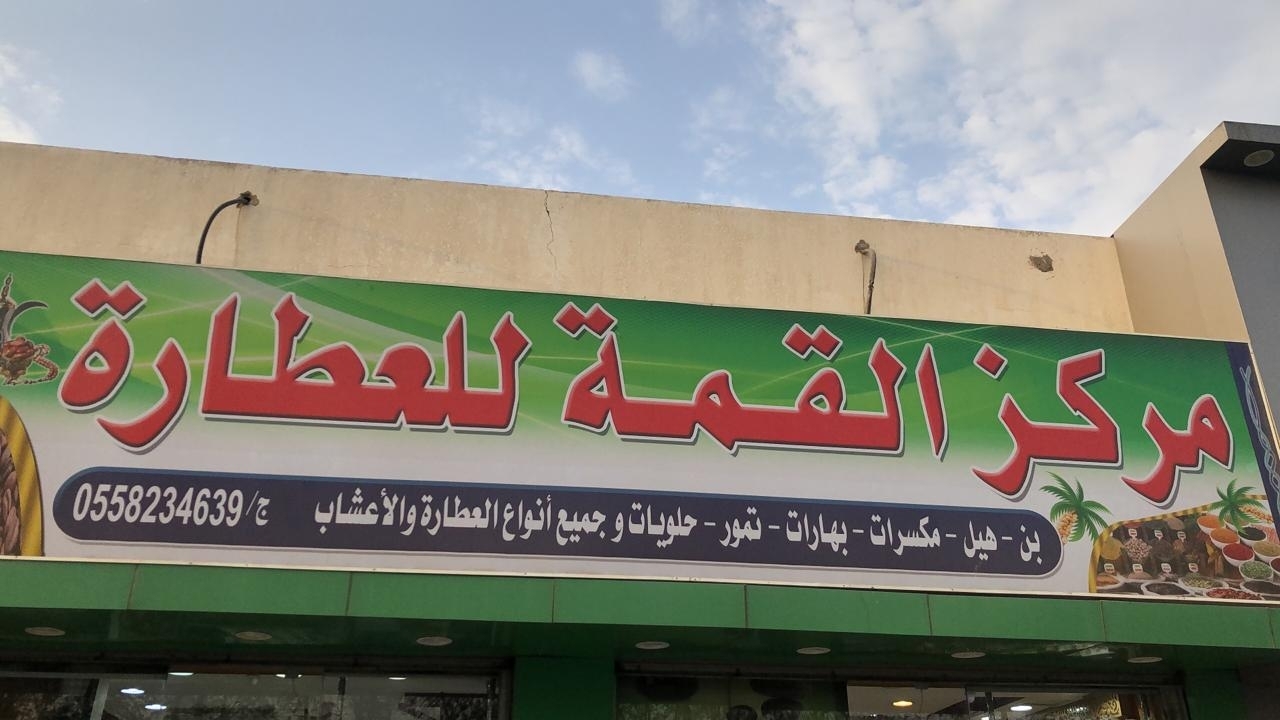 مركز القمة للعطارة
بن - هيل - مكسرات - بهارات - تمور - حلويات و جميع أنواع العطارة والأعشاب ج/ 0558234639